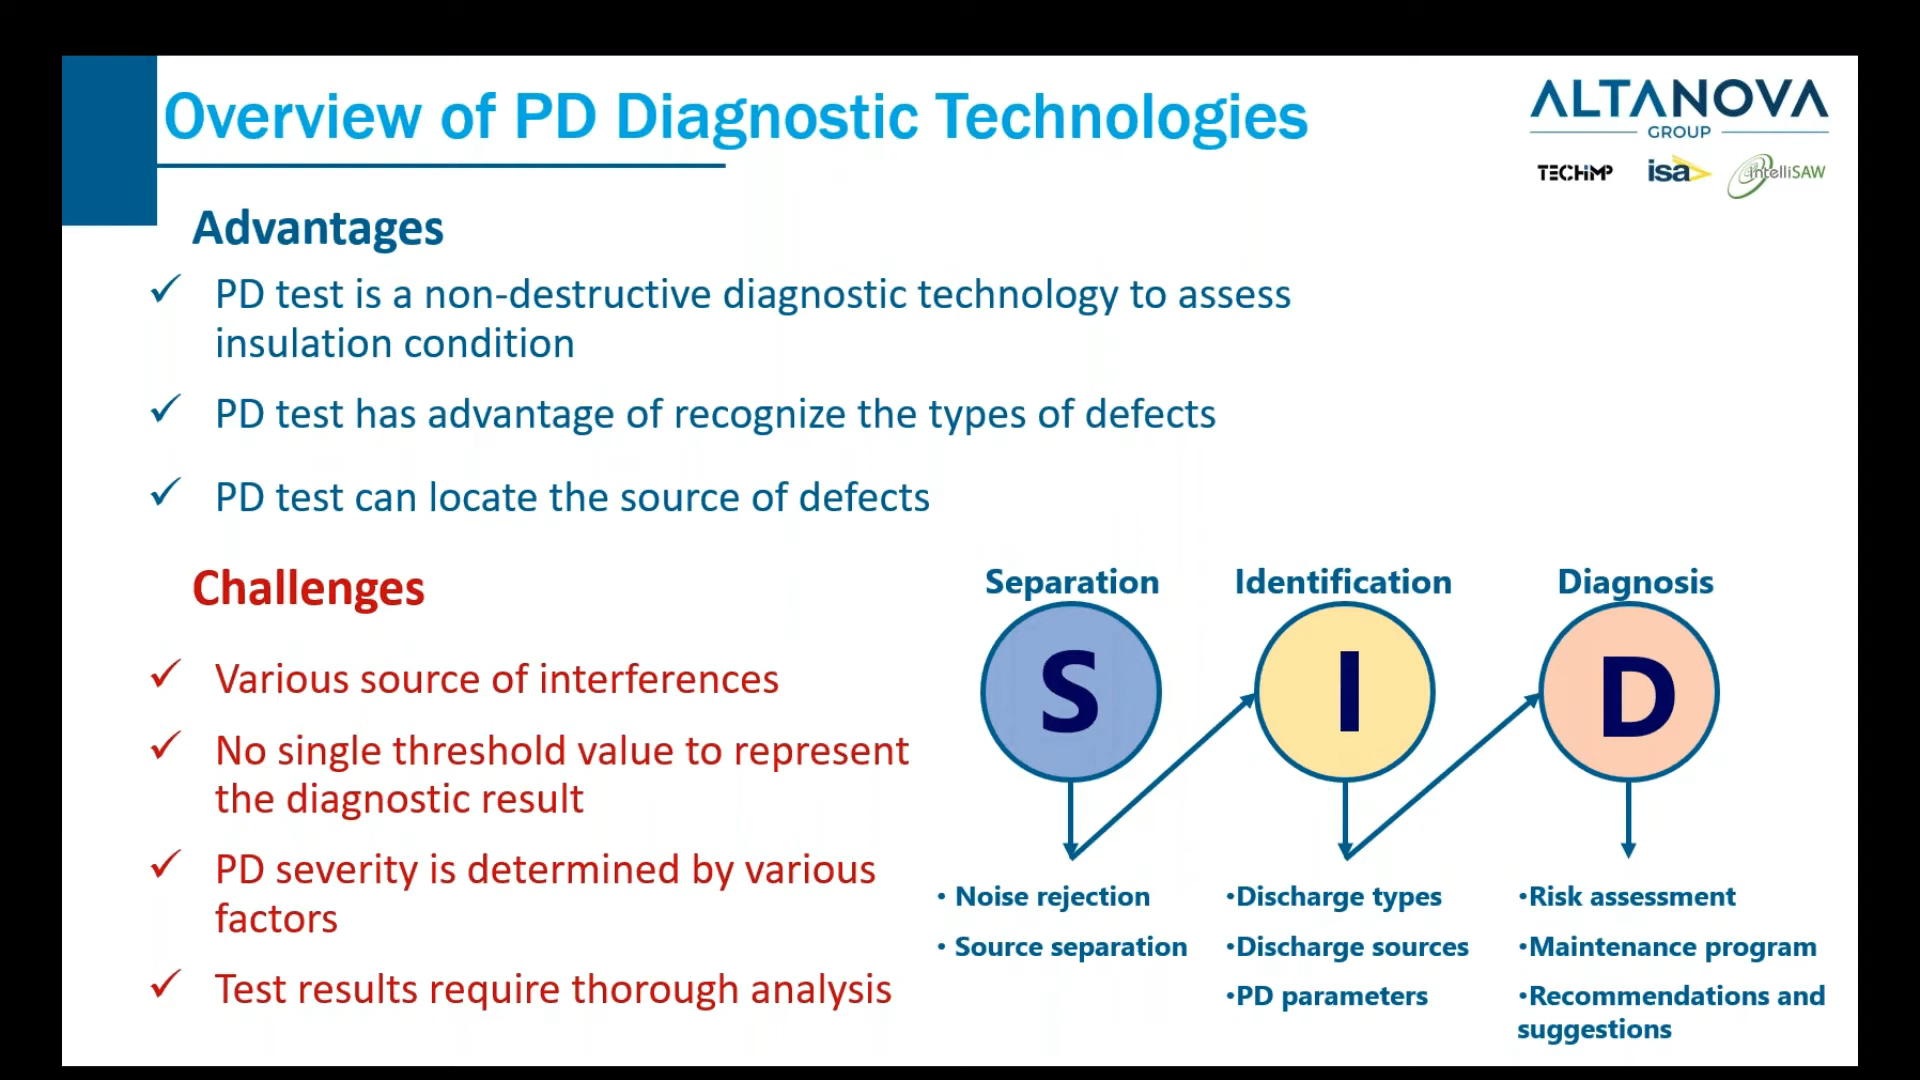 Overview of PD Diagnostic Technologies
ALTANOVA
GROUP
TECHIMP
isa
intelliSAW
Advantages
✓ PD test is a non-destructive diagnostic technology to assess
insulation condition
✓ PD test has advantage of recognize the types of defects
✓ PD test can locate the source of defects
Challenges
✓ Various source of interferences
✓ No single threshold value to represent
the diagnostic result
✓ PD severity is determined by various
factors
✓ Test results require thorough analysis
Separation
S
• Noise rejection
• Source separation
Identification
I
•Discharge types
•Discharge sources
•PD parameters
Diagnosis
D
•Risk assessment
•Maintenance program
•Recommendations and
suggestions